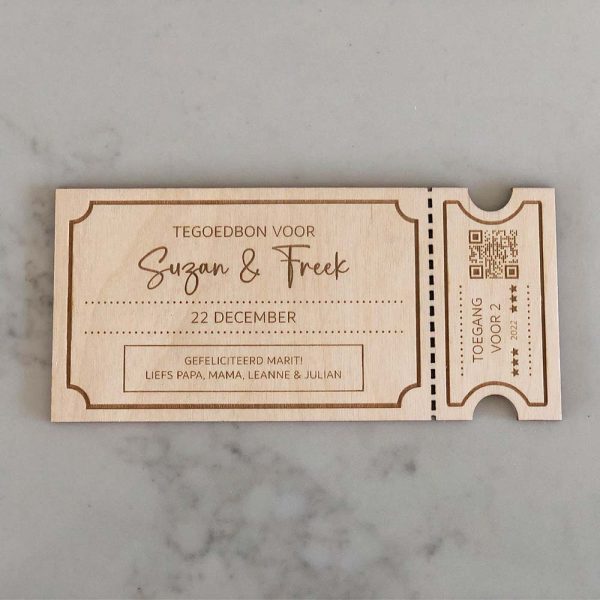 TEGOEDBON VOOR
Suzan & Freek
22 DECEMBER
GEFELICITEERD MARIT!
LIEFS PAPA, MAMA, LEANNE & JULIAN
TOEGANG
VOOR 2
★★★ 2022 ★★★